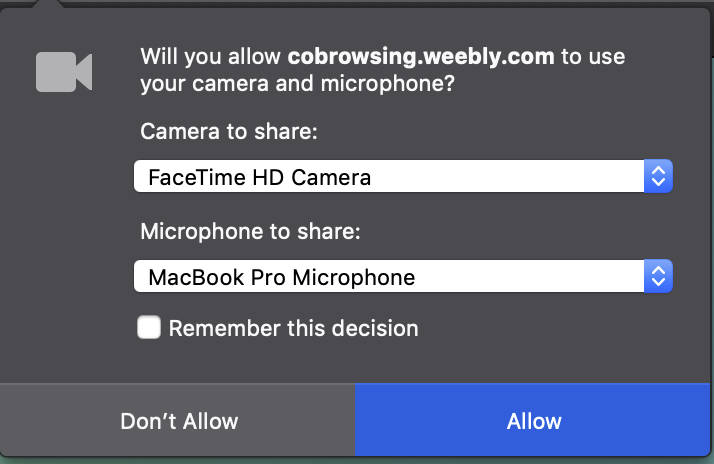 Will you allow cobrowsing.weebly.com to use
your camera and microphone?
Camera to share:
FaceTime HD Camera
Microphone to share:
MacBook Pro Microphone
Remember this decision
Don’t Allow
Allow